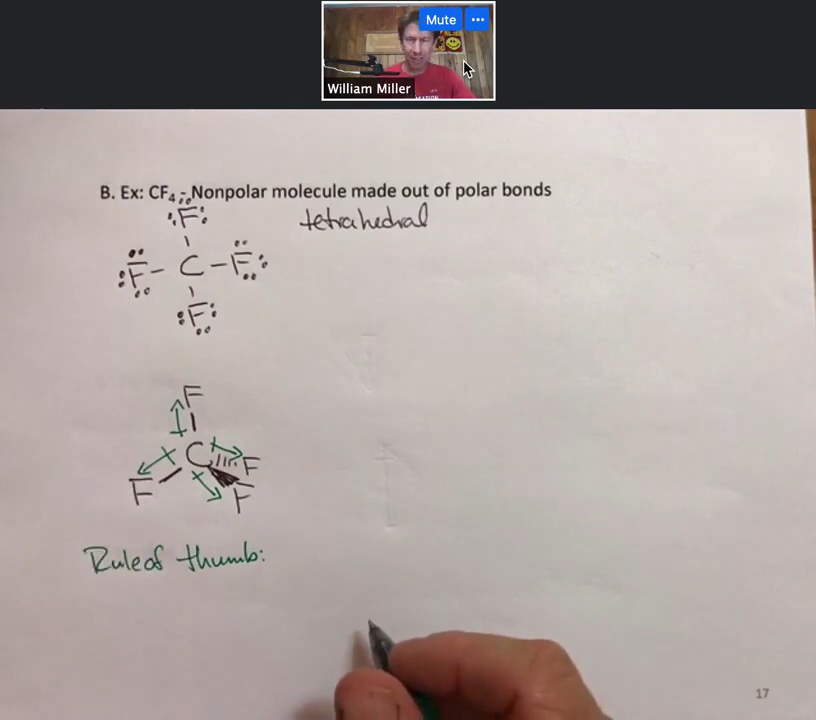 Mute
William Miller
B. Ex: CF4 - Nonpolar molecule made out of polar bonds
:F:
tetrahedral
:F - C - F:
:F:
F
C
F
F
F
Rule of thumb:
17